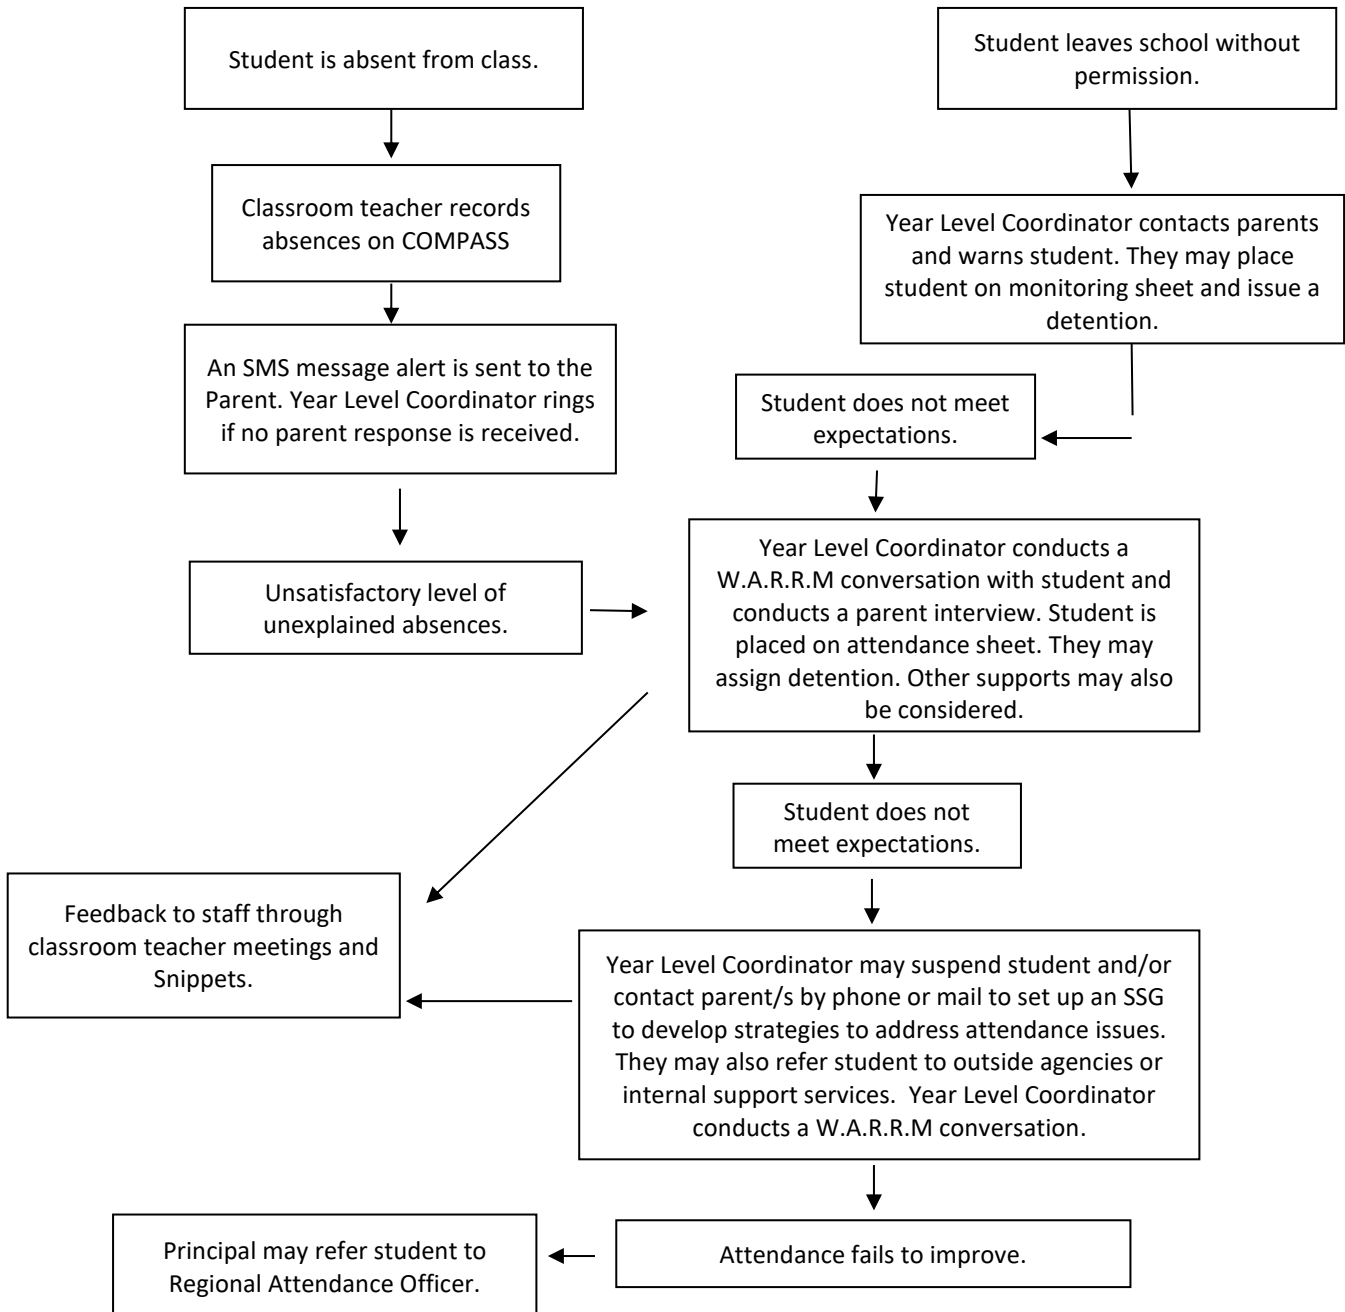 Student is absent from class.
Student leaves school without
permission.
Classroom teacher records
absences on COMPASS
Year Level Coordinator contacts parents
and warns student. They may place
student on monitoring sheet and issue a
detention.
An SMS message alert is sent to the
Parent. Year Level Coordinator rings
if no parent response is received.
Student does not meet
expectations.
Unsatisfactory level of
unexplained absences.
Year Level Coordinator conducts a
W.A.R.R.M conversation with student and
conducts a parent interview. Student is
placed on attendance sheet. They may
assign detention. Other supports may also
be considered.
Student does not
meet expectations.
Feedback to staff through
classroom teacher meetings and
Snippets.
Year Level Coordinator may suspend student and/or
contact parent/s by phone or mail to set up an SSG
to develop strategies to address attendance issues.
They may also refer student to outside agencies or
internal support services.  Year Level Coordinator
conducts a W.A.R.R.M conversation.
Attendance fails to improve.
Principal may refer student to
Regional Attendance Officer.